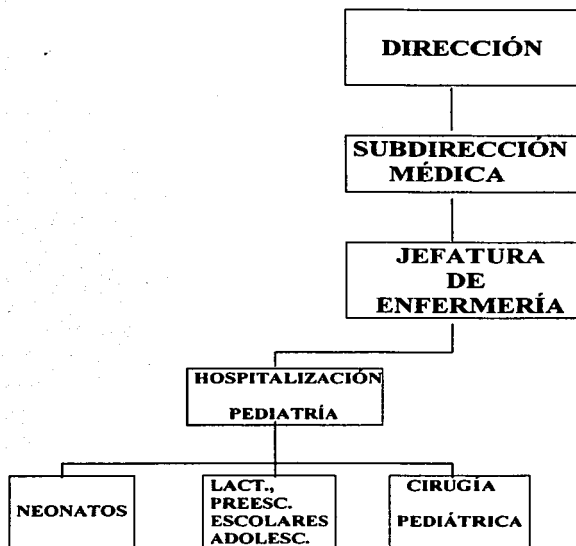 DIRECCIÓN
SUBDIRECCIÓN
MÉDICA
JEFATURA
DE
ENFERMERÍA
HOSPITALIZACIÓN
PEDIATRÍA
NEONATOS
LACT.,
PREESC.
ESCOLARES
ADOLESC.
CIRUGÍA
PEDIÁTRICA